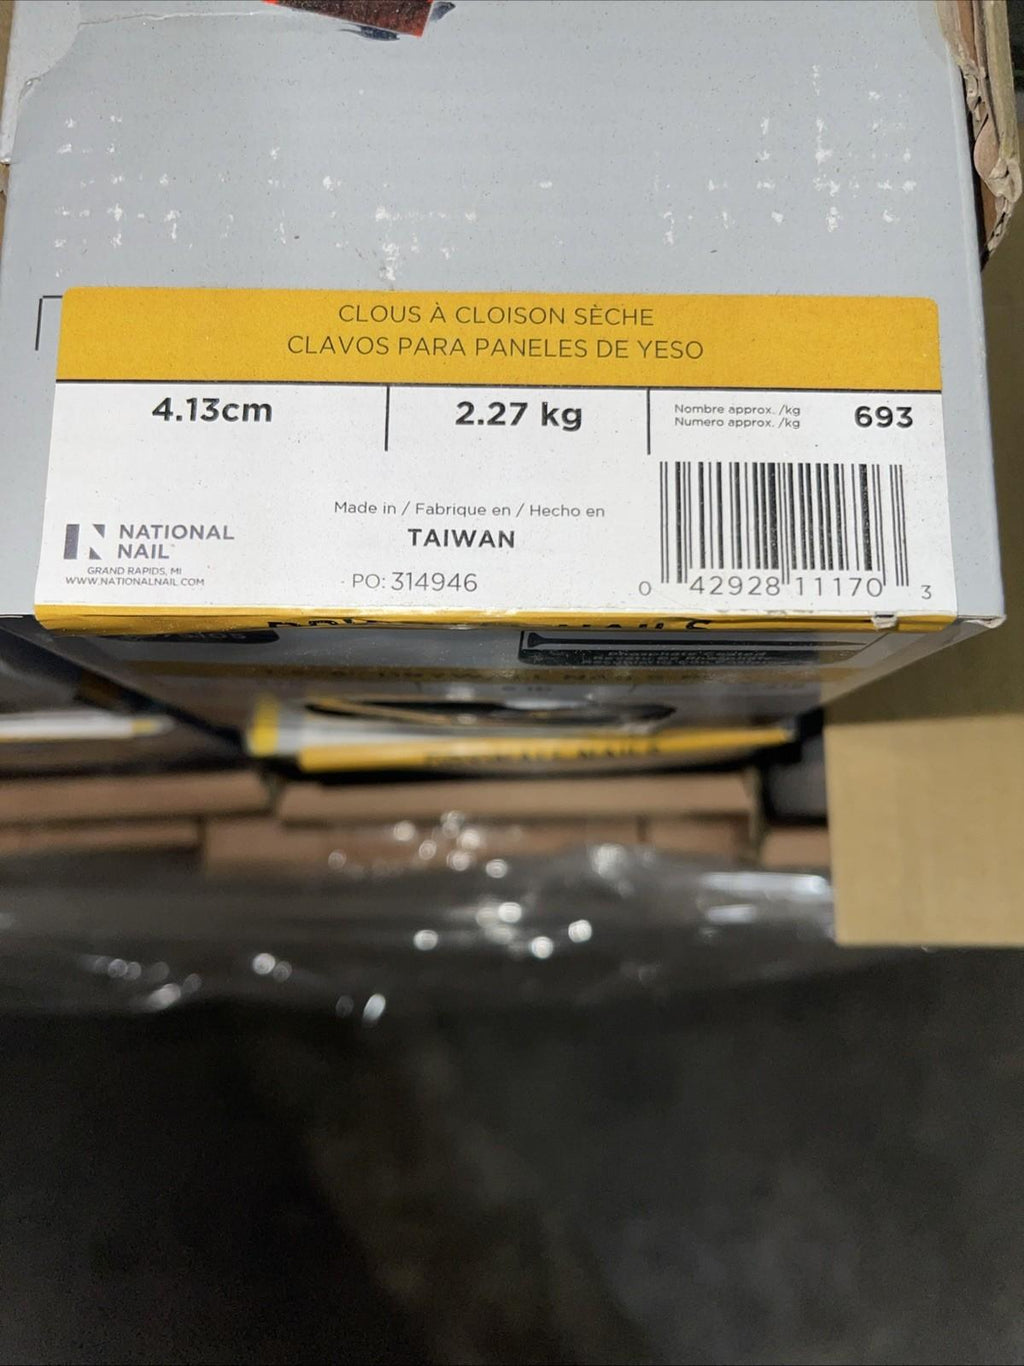 CLOUS À CLOISON SÈCHE
CLAVOS PARA PANELES DE YESO
4.13cm
2.27 kg
Nombre approx. /kg
Numero approx. /kg
693
Made in / Fabrique en / Hecho en
TAIWAN
PO: 314946
NATIONAL
NAIL™
GRAND RAPIDS, MI
WWW.NATIONALNAIL.COM
0 42928 11170 3